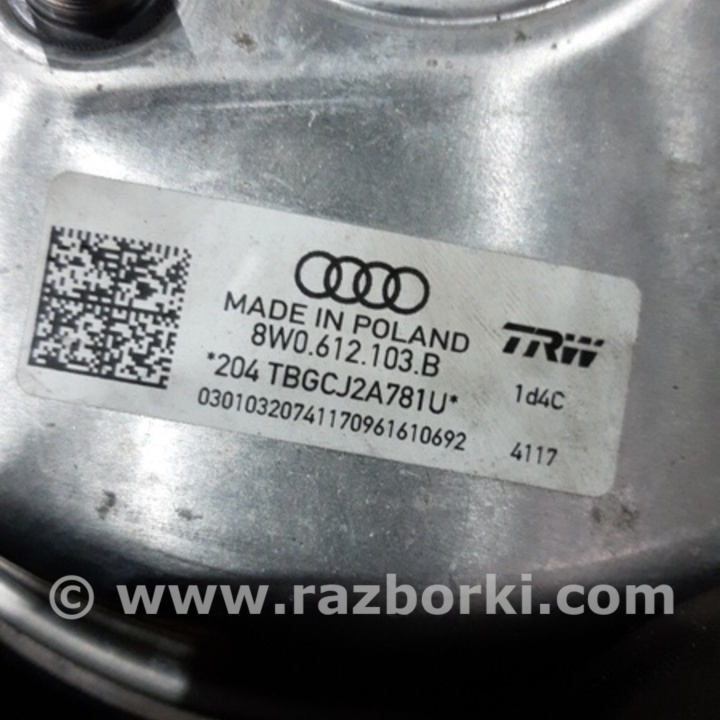 MADE IN POLAND
8W0.612.103.B
*204 TBGCJ2A781U*
03010320741170961610692
TRW
1d4C
4117
© www.razborki.com